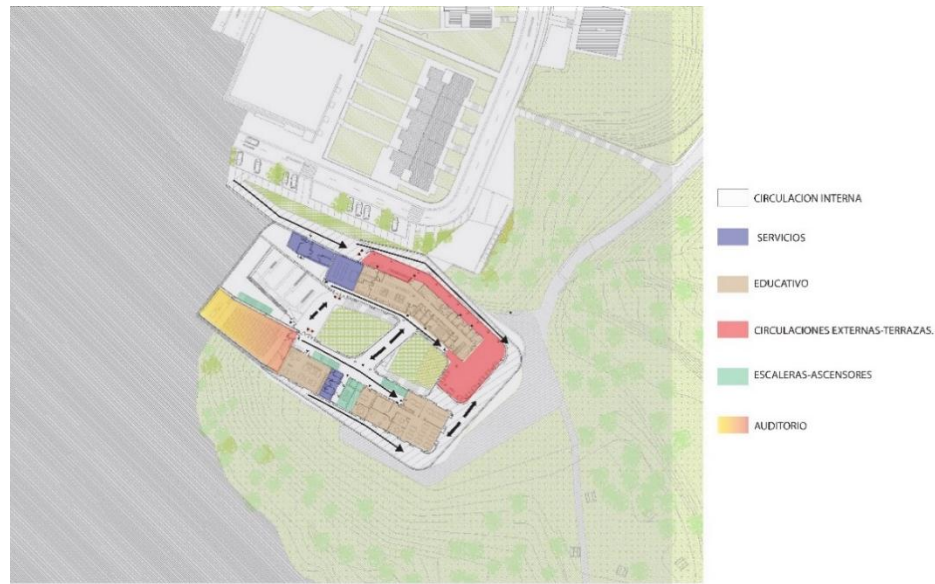 CIRCULACION INTERNA
SERVICIOS
EDUCATIVO
CIRCULACIONES EXTERNAS-TERRAZAS.
ESCALERAS-ASCENSORES
AUDITORIO